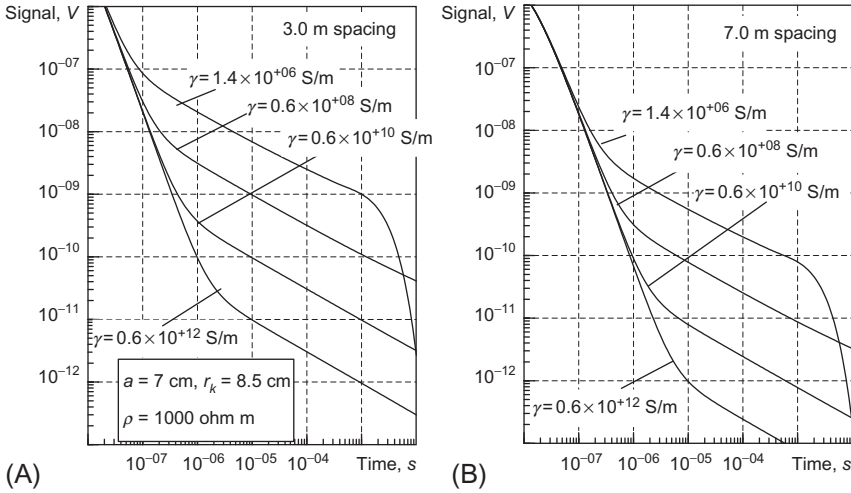 Signal, V
3.0 m spacing
10⁻⁰⁷
10⁻⁰⁸
10⁻⁰⁹
10⁻¹⁰
10⁻¹¹
10⁻¹²
γ = 1.4 × 10⁺⁰⁶ S/m
γ = 0.6 × 10⁺⁰⁸ S/m
γ = 0.6 × 10⁺¹⁰ S/m
γ = 0.6 × 10⁺¹² S/m
a = 7 cm, rₖ = 8.5 cm
ρ = 1000 ohm m
10⁻⁰⁷ 10⁻⁰⁶ 10⁻⁰⁵ 10⁻⁰⁴ Time, s
(A)
Signal, V
7.0 m spacing
10⁻⁰⁷
10⁻⁰⁸
10⁻⁰⁹
10⁻¹⁰
10⁻¹¹
10⁻¹²
γ = 1.4 × 10⁺⁰⁶ S/m
γ = 0.6 × 10⁺⁰⁸ S/m
γ = 0.6 × 10⁺¹⁰ S/m
γ = 0.6 × 10⁺¹² S/m
10⁻⁰⁷ 10⁻⁰⁶ 10⁻⁰⁵ 10⁻⁰⁴ Time, s
(B)